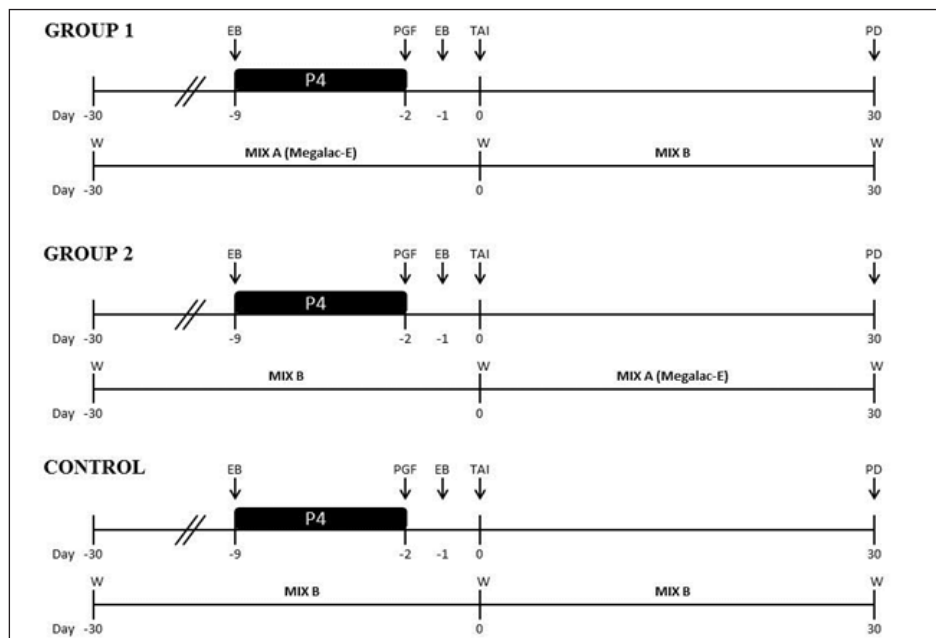 GROUP 1
EB PGF EB TAI PD
P4
Day -30 -9 -2 -1 0 30
W MIX A (Megalac-E) W MIX B W
Day -30 0 30
GROUP 2
EB PGF EB TAI PD
P4
Day -30 -9 -2 -1 0 30
W MIX B W MIX A (Megalac-E) W
Day -30 0 30
CONTROL
EB PGF EB TAI PD
P4
Day -30 -9 -2 -1 0 30
W MIX B W MIX B W
Day -30 0 30